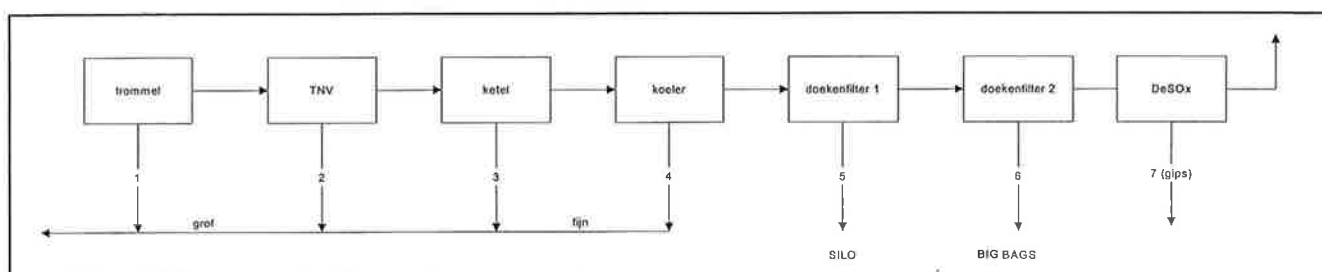 trommel
TNV
ketel
koeler
doekenfilter 1
doekenfilter 2
DeSOx
1
2
3
4
5
6
7 (gips)
grof
fijn
SILO
BIG BAGS